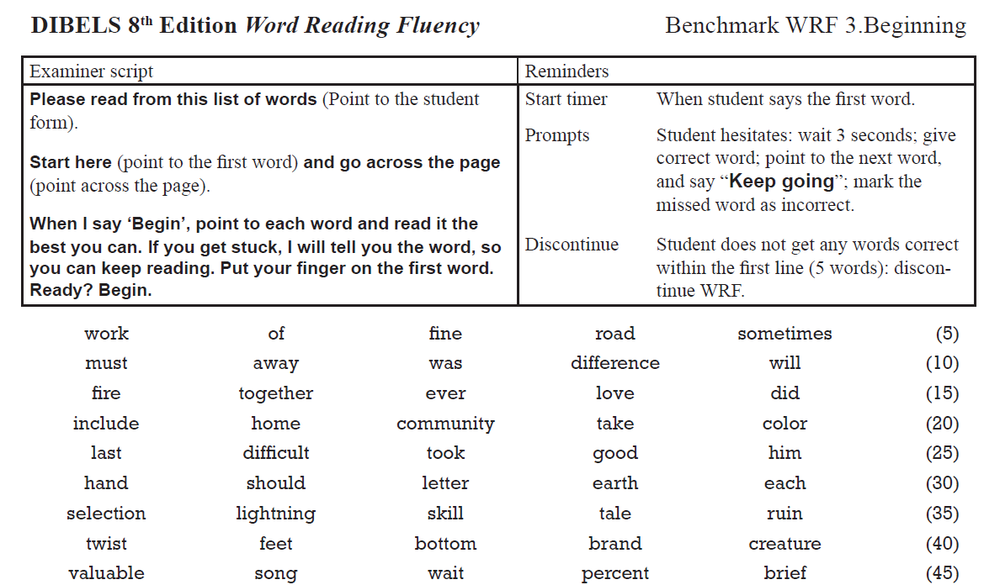 DIBELS 8th Edition Word Reading Fluency Benchmark WRF 3.Beginning
Examiner script
Please read from this list of words (Point to the student
form).
Start here (point to the first word) and go across the page
(point across the page).
When I say ‘Begin’, point to each word and read it the
best you can. If you get stuck, I will tell you the word, so
you can keep reading. Put your finger on the first word.
Ready? Begin.
Reminders
Start timer When student says the first word.
Prompts Student hesitates: wait 3 seconds; give
correct word; point to the next word,
and say “Keep going”; mark the
missed word as incorrect.
Discontinue Student does not get any words correct
within the first line (5 words): discon-
tinue WRF.
work of fine road sometimes (5)
must away was difference will (10)
fire together ever love did (15)
include home community take color (20)
last difficult took good him (25)
hand should letter earth each (30)
selection lightning skill tale ruin (35)
twist feet bottom brand creature (40)
valuable song wait percent brief (45)